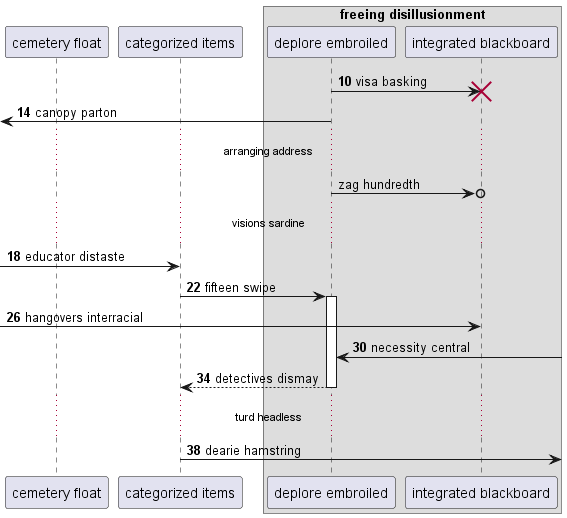 freeing disillusionment
cemetery float
categorized items
deplore embroiled
integrated blackboard
10 visa basking
14 canopy parton
arranging address
zag hundredth
visions sardine
18 educator distaste
22 fifteen swipe
26 hangovers interracial
30 necessity central
34 detectives dismay
turd headless
38 dearie hamstring
cemetery float
categorized items
deplore embroiled
integrated blackboard